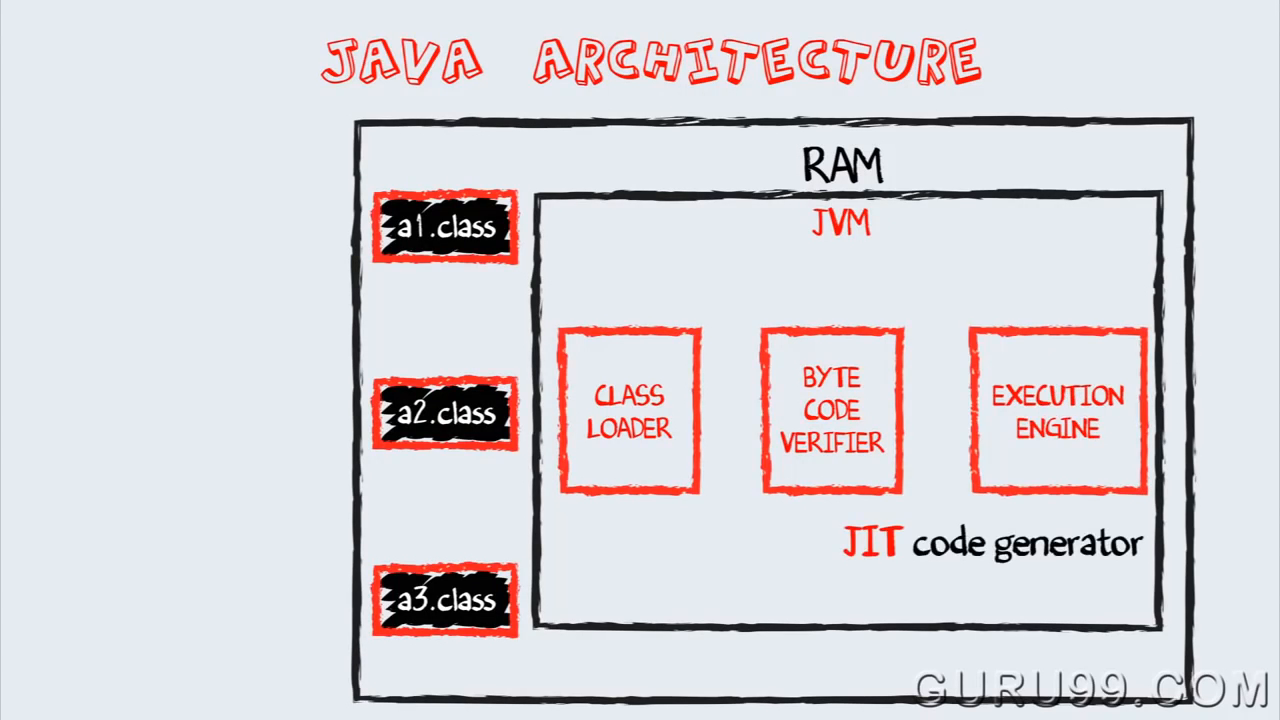 JAVA ARCHITECTURE
RAM
JVM
a1.class
a2.class
a3.class
CLASS
LOADER
BYTE
CODE
VERIFIER
EXECUTION
ENGINE
JIT code generator
GURU99.COM